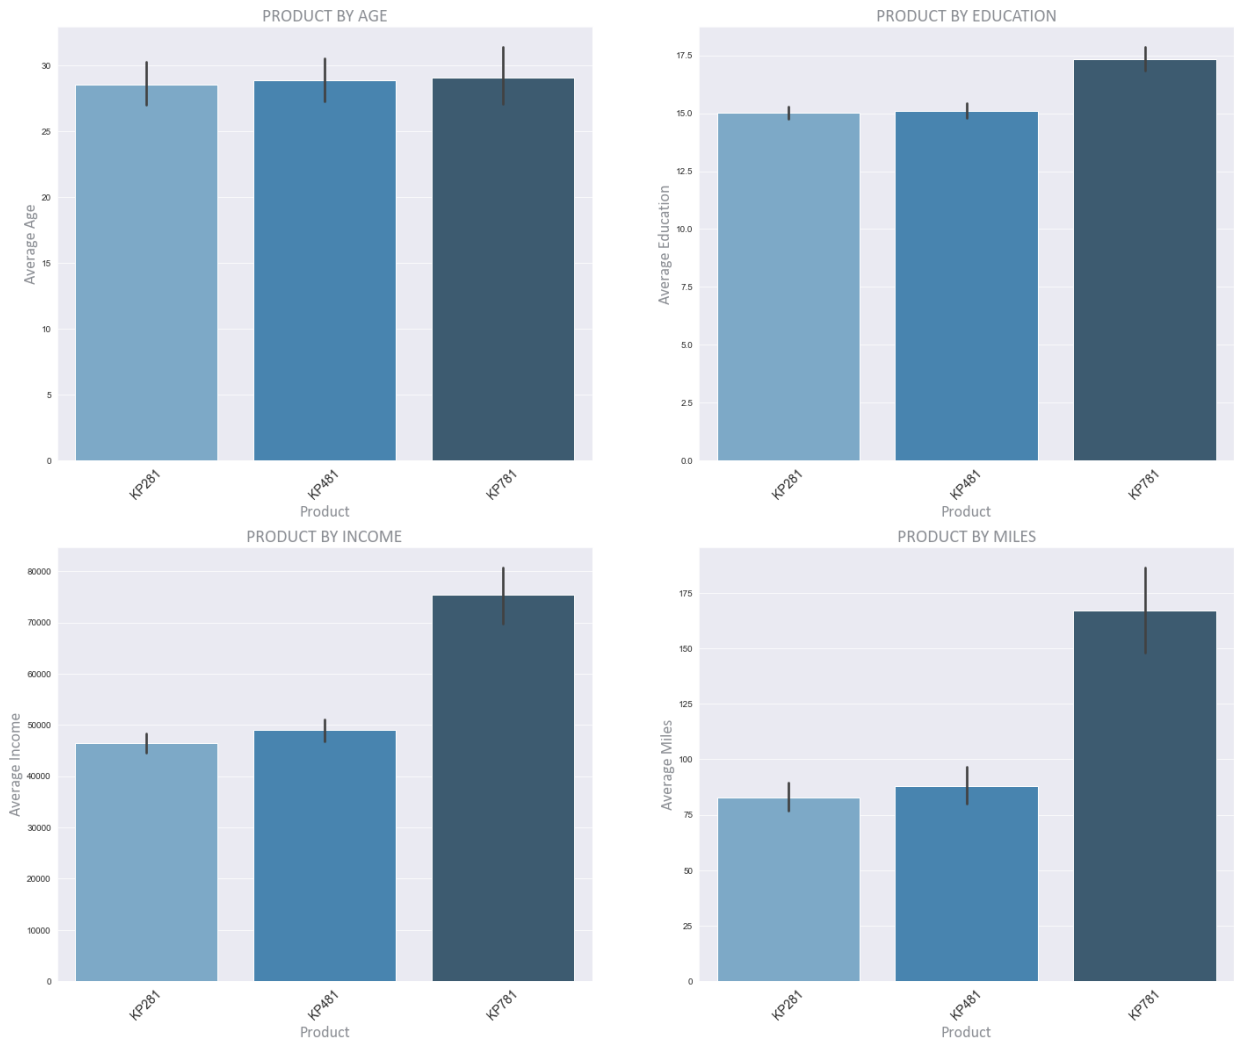 PRODUCT BY AGE
Average Age
30
25
20
15
10
5
0
KP281
KP481
KP781
Product
PRODUCT BY EDUCATION
Average Education
17.5
15.0
12.5
10.0
7.5
5.0
2.5
0.0
KP281
KP481
KP781
Product
PRODUCT BY INCOME
Average Income
80000
70000
60000
50000
40000
30000
20000
10000
0
KP281
KP481
KP781
Product
PRODUCT BY MILES
Average Miles
175
150
125
100
75
50
25
0
KP281
KP481
KP781
Product